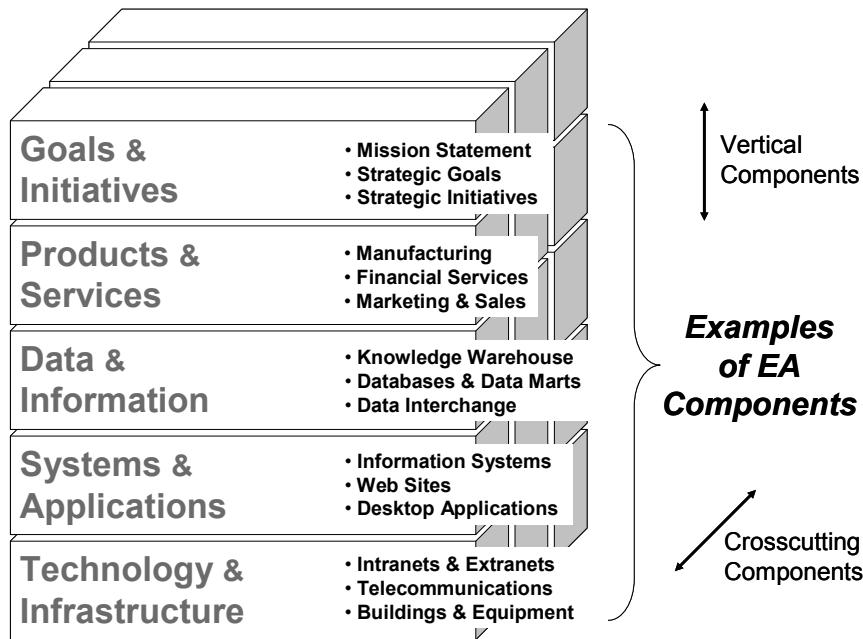 Goals &
Initiatives
• Mission Statement
• Strategic Goals
• Strategic Initiatives
Products &
Services
• Manufacturing
• Financial Services
• Marketing & Sales
Data &
Information
• Knowledge Warehouse
• Databases & Data Marts
• Data Interchange
Systems &
Applications
• Information Systems
• Web Sites
• Desktop Applications
Technology &
Infrastructure
• Intranets & Extranets
• Telecommunications
• Buildings & Equipment
Vertical
Components
Examples
of EA
Components
Crosscutting
Components